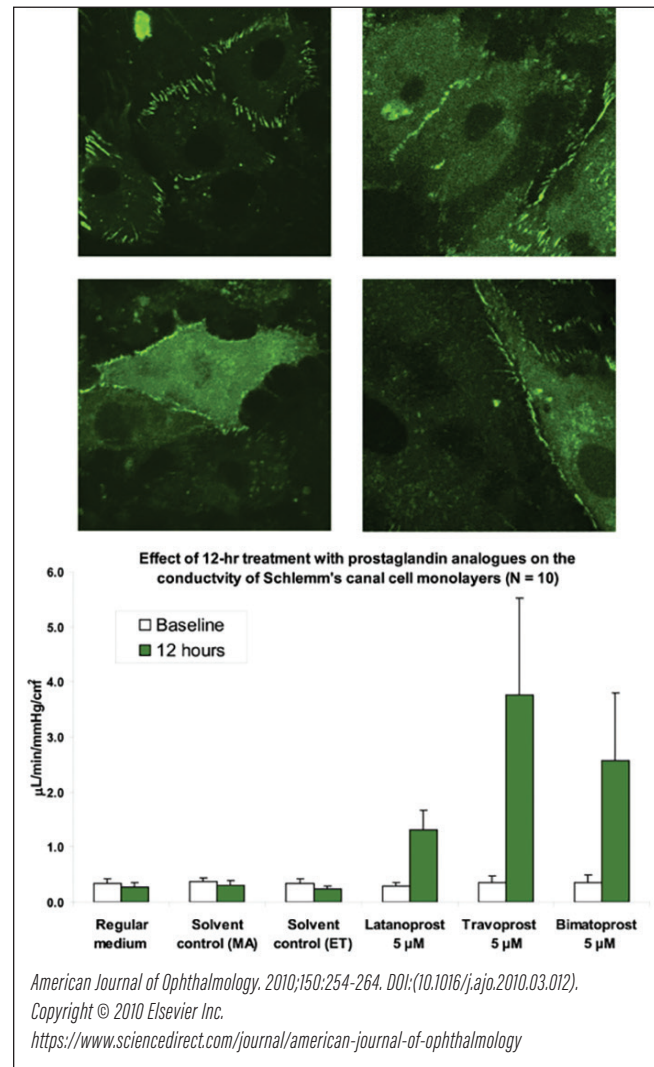 Effect of 12-hr treatment with prostaglandin analogues on the
conductvity of Schlemm's canal cell monolayers (N = 10)
6.0
5.0
4.0
2.0
1.0
0.0
µL/min/mmHg/cm²
Baseline
12 hours
Regular medium
Solvent control (MA)
Solvent control (ET)
Latanoprost 5 µM
Travoprost 5 µM
Bimatoprost 5 µM
American Journal of Ophthalmology. 2010;150:254-264. DOI:(10.1016/j.ajo.2010.03.012).
Copyright © 2010 Elsevier Inc.
https://www.sciencedirect.com/journal/american-journal-of-ophthalmology